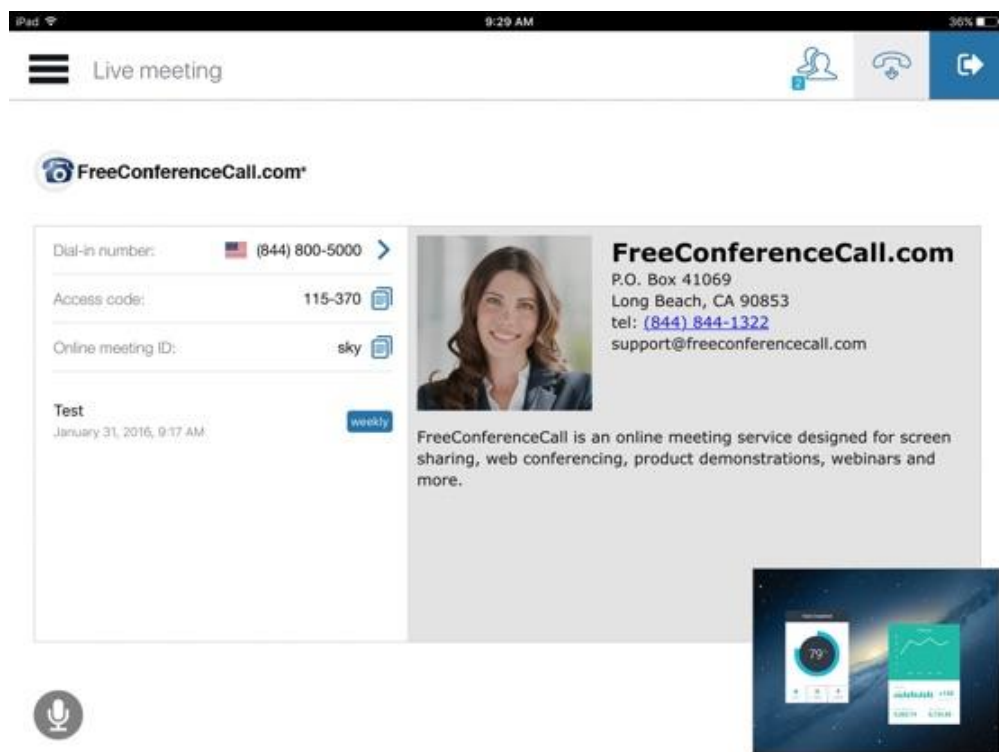 iPad 9:29 AM 36%
Live meeting
2
FreeConferenceCall.com®
Dial-in number: (844) 800-5000
Access code: 115-370
Online meeting ID: sky
Test
January 31, 2016, 9:17 AM
weekly
FreeConferenceCall.com
P.O. Box 41069
Long Beach, CA 90853
tel: (844) 844-1322
support@freeconferencecall.com
FreeConferenceCall is an online meeting service designed for screen
sharing, web conferencing, product demonstrations, webinars and
more.
79°